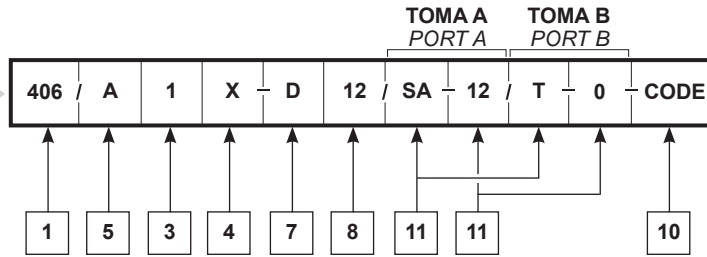 TOMA A TOMA B
PORT A PORT B
406 / A 1 X - D 12 / SA - 12 / T - 0 - CODE
1 5 3 4 7 8 11 11 10